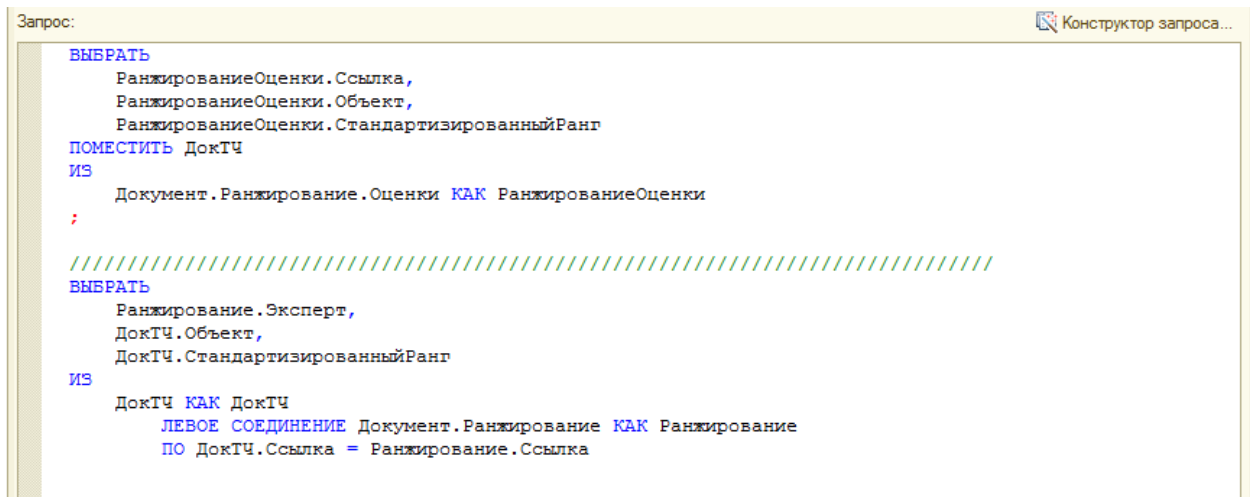 Запрос:
Конструктор запроса...
ВЫБРАТЬ
РанжированиеОценки.Ссылка,
РанжированиеОценки.Объект,
РанжированиеОценки.СтандартизированныйРанг
ПОМЕСТИТЬ ДокТЧ
ИЗ
Документ.Ранжирование.Оценки КАК РанжированиеОценки
;
////////////////////////////////////////////////////////////////////////////////
ВЫБРАТЬ
Ранжирование.Эксперт,
ДокТЧ.Объект,
ДокТЧ.СтандартизированныйРанг
ИЗ
ДокТЧ КАК ДокТЧ
ЛЕВОЕ СОЕДИНЕНИЕ Документ.Ранжирование КАК Ранжирование
ПО ДокТЧ.Ссылка = Ранжирование.Ссылка